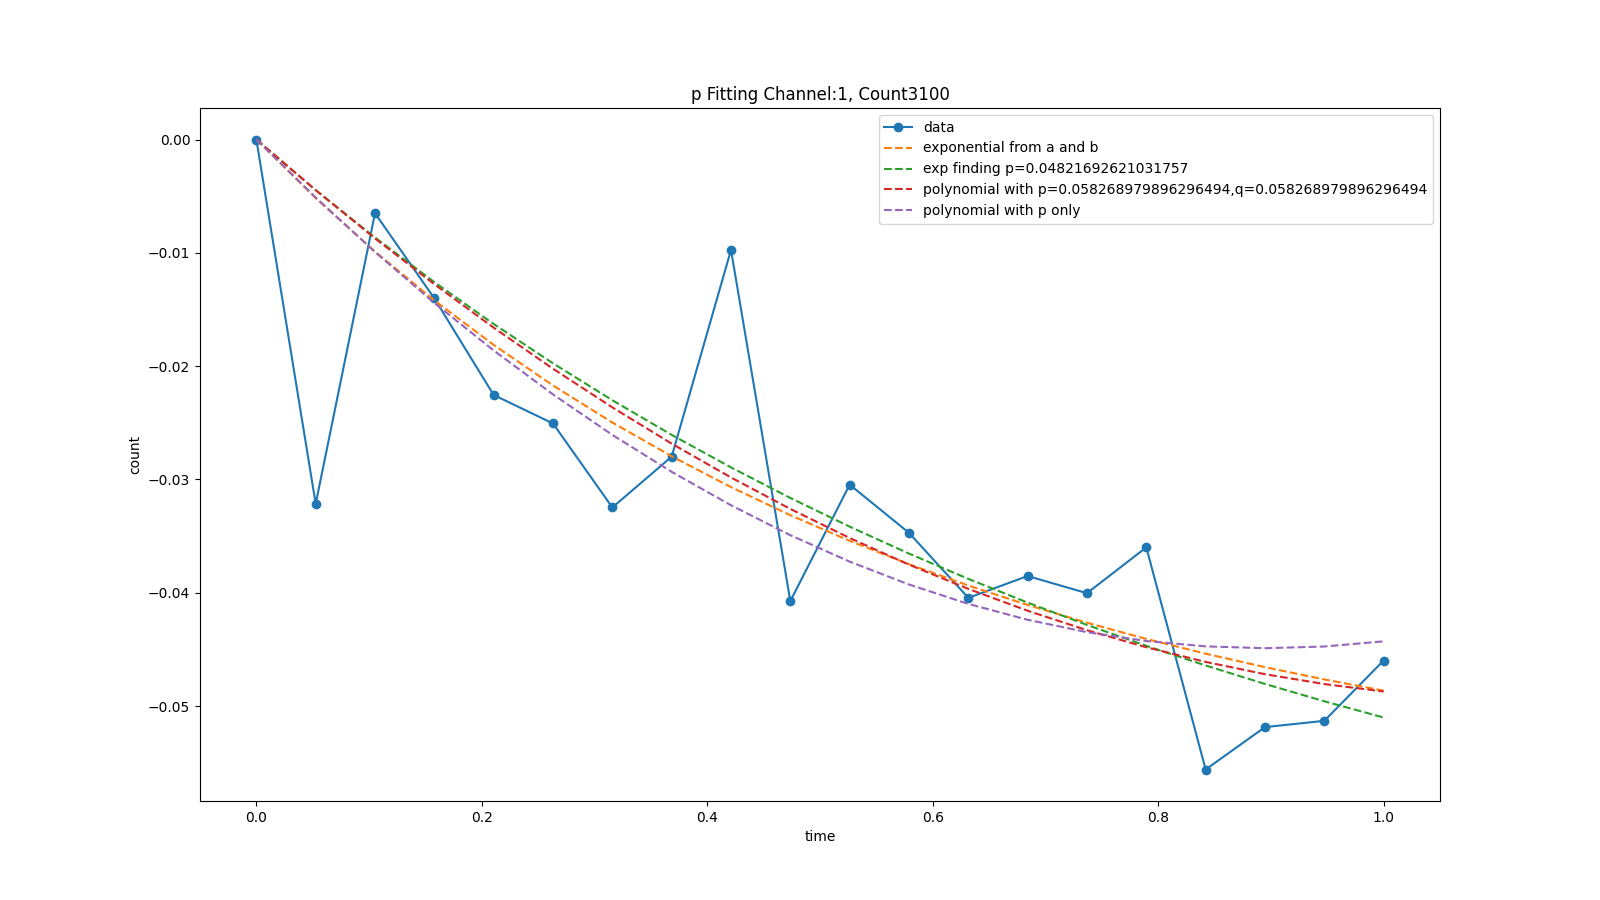 p Fitting Channel:1, Count3100
data
exponential from a and b
exp finding p=0.04821692621031757
polynomial with p=0.058268979896296494,q=0.058268979896296494
polynomial with p only
0.00
−0.01
−0.02
−0.03
−0.04
−0.05
count
0.0 0.2 0.4 0.6 0.8 1.0
time